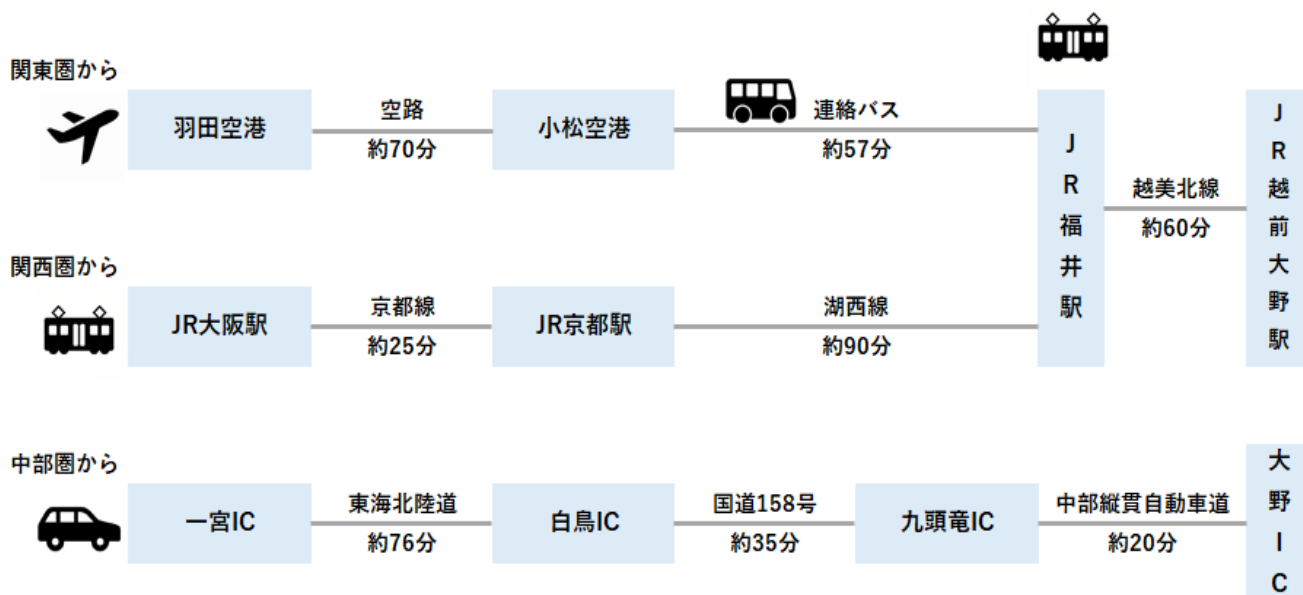 関東圏から
羽田空港
空路
約70分
小松空港
連絡バス
約57分
JR福井駅
越美北線
約60分
JR越前大野駅
関西圏から
JR大阪駅
京都線
約25分
JR京都駅
湖西線
約90分
中部圏から
一宮IC
東海北陸道
約76分
白鳥IC
国道158号
約35分
九頭竜IC
中部縦貫自動車道
約20分
大野IC